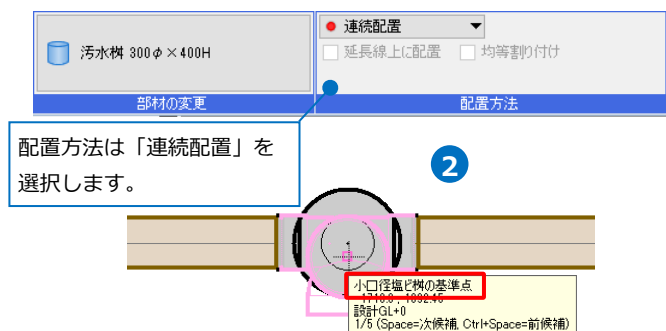 連続配置
汚水桝 300φ×400H
延長線上に配置 均等割り付け
部材の変更
配置方法
配置方法は「連続配置」を
選択します。
2
小口径塩ビ桝の基準点
設計GL+0
1/5 (Space=次候補, Ctrl+Space=前候補)